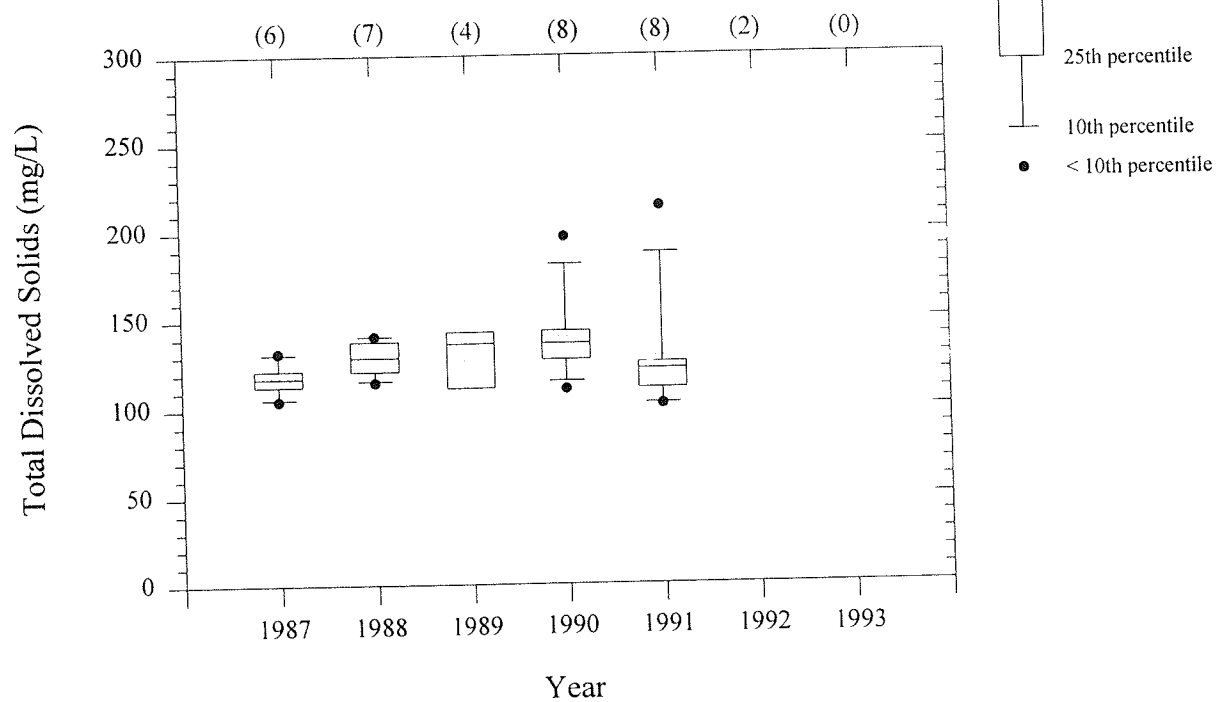 (6) (7) (4) (8) (8) (2) (0)
300
250
200
150
100
50
0
Total Dissolved Solids (mg/L)
1987 1988 1989 1990 1991 1992 1993
Year
25th percentile
10th percentile
< 10th percentile